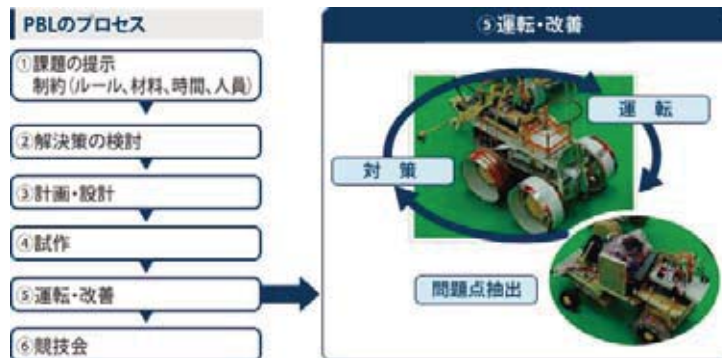 PBLのプロセス
①課題の提示
制約(ルール、材料、時間、人員)
②解決策の検討
③計画・設計
④試作
⑤運転・改善
⑥競技会
⑤運転・改善
運 転
対 策
問題点抽出